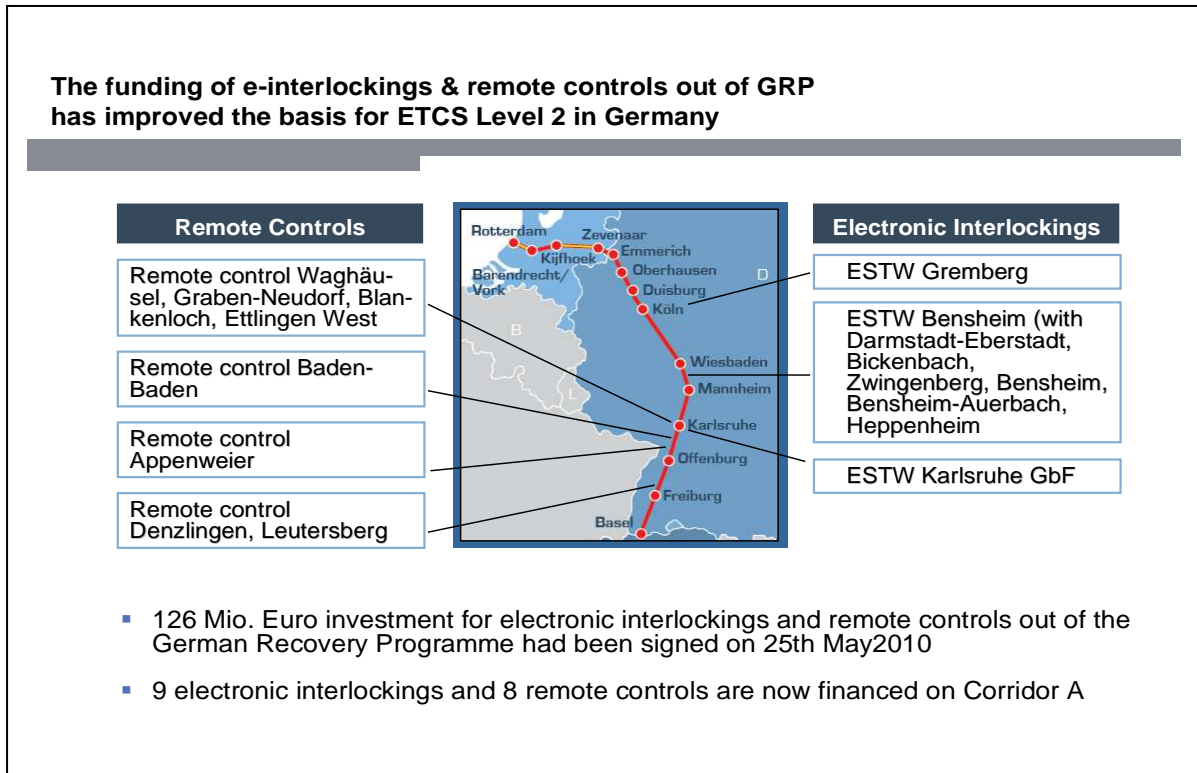 The funding of e-interlockings & remote controls out of GRP
has improved the basis for ETCS Level 2 in Germany
Remote Controls
Remote control Waghäu-
sel, Graben-Neudorf, Blan-
kenloch, Ettlingen West
Remote control Baden-
Baden
Remote control
Appenweier
Remote control
Denzlingen, Leutersberg
Rotterdam
Zevenaar
Kijfhoek
Emmerich
Barendrecht/
Vork
Oberhausen
D
Duisburg
Köln
B
Wiesbaden
Mannheim
L
Karlsruhe
Offenburg
Freiburg
Basel
Electronic Interlockings
ESTW Gremberg
ESTW Bensheim (with
Darmstadt-Eberstadt,
Bickenbach,
Zwingenberg, Bensheim,
Bensheim-Auerbach,
Heppenheim
ESTW Karlsruhe GbF
126 Mio. Euro investment for electronic interlockings and remote controls out of the
German Recovery Programme had been signed on 25th May2010
9 electronic interlockings and 8 remote controls are now financed on Corridor A